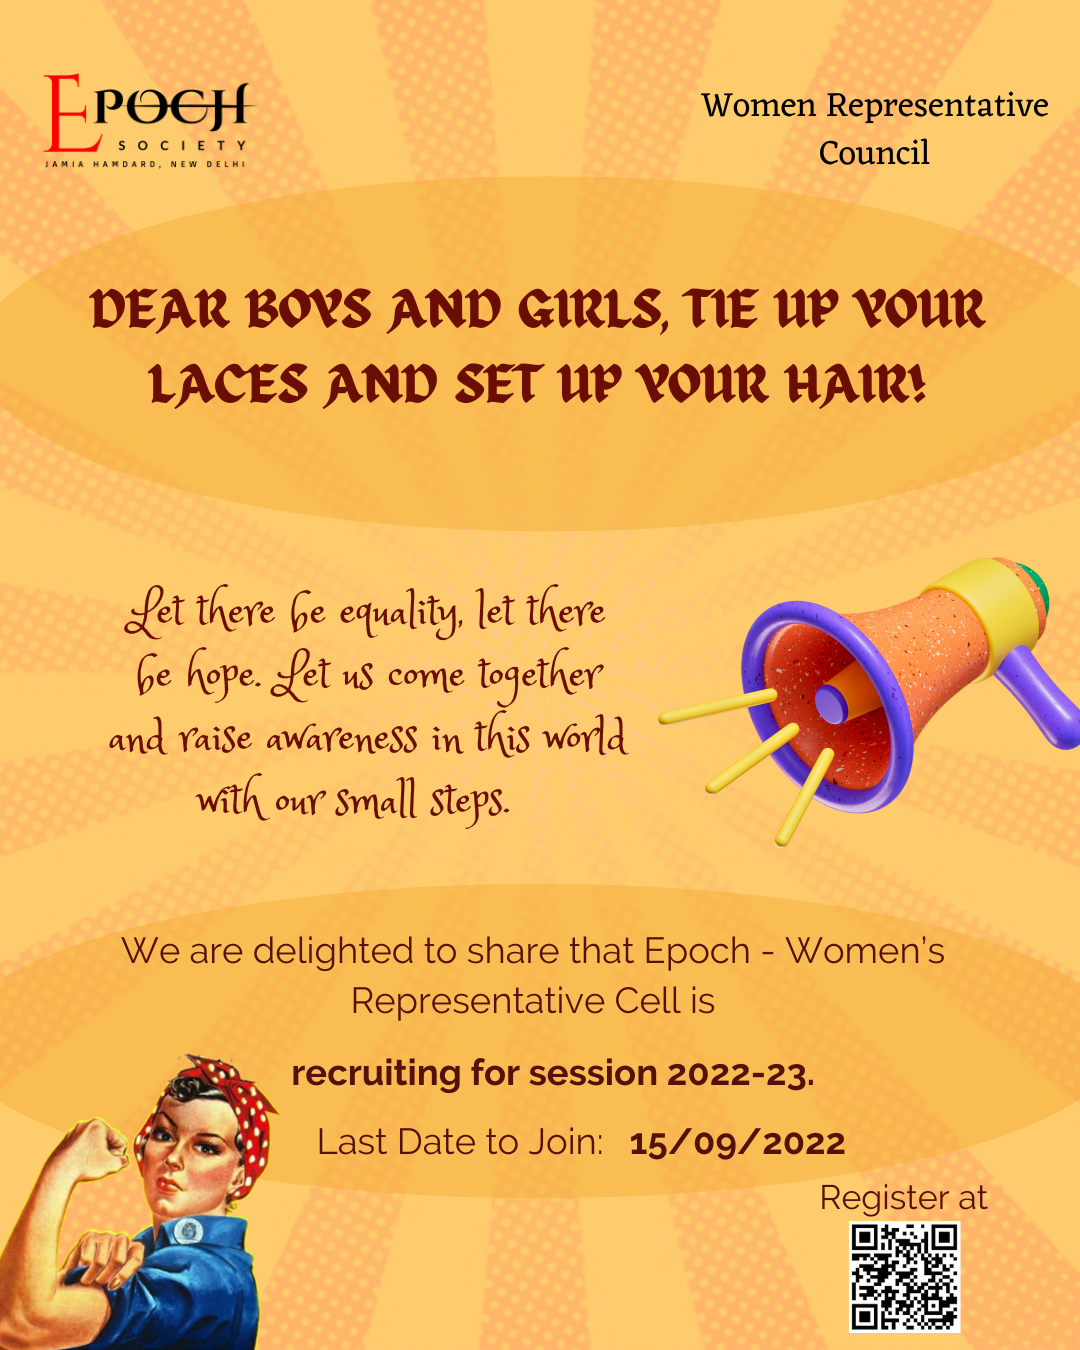 EPOCH
SOCIETY
JAMIA HAMDARD, NEW DELHI
Women Representative
Council
DEAR BOYS AND GIRLS, TIE UP YOUR
LACES AND SET UP YOUR HAIR!
Let there be equality, let there
be hope. Let us come together
and raise awareness in this world
with our small steps.
We are delighted to share that Epoch - Women's
Representative Cell is
recruiting for session 2022-23.
Last Date to Join: 15/09/2022
Register at